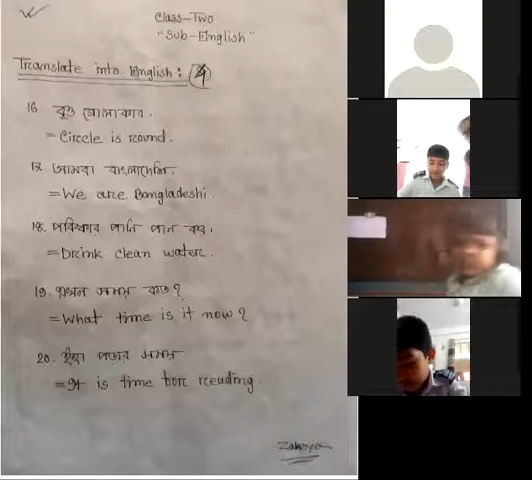 Class-Two
"Sub-English"
Translate into English: 4
16. বৃত্ত গোলাকার.
= Circle is round.
17. আমরা বাংলাদেশি.
= We are Bangladeshi.
18. পরিষ্কার পানি পান কর.
= Drink clean water.
19. এখন সময় কত?
= What time is it now?
20. ইহা পড়ার সময়
= It is time for reading.